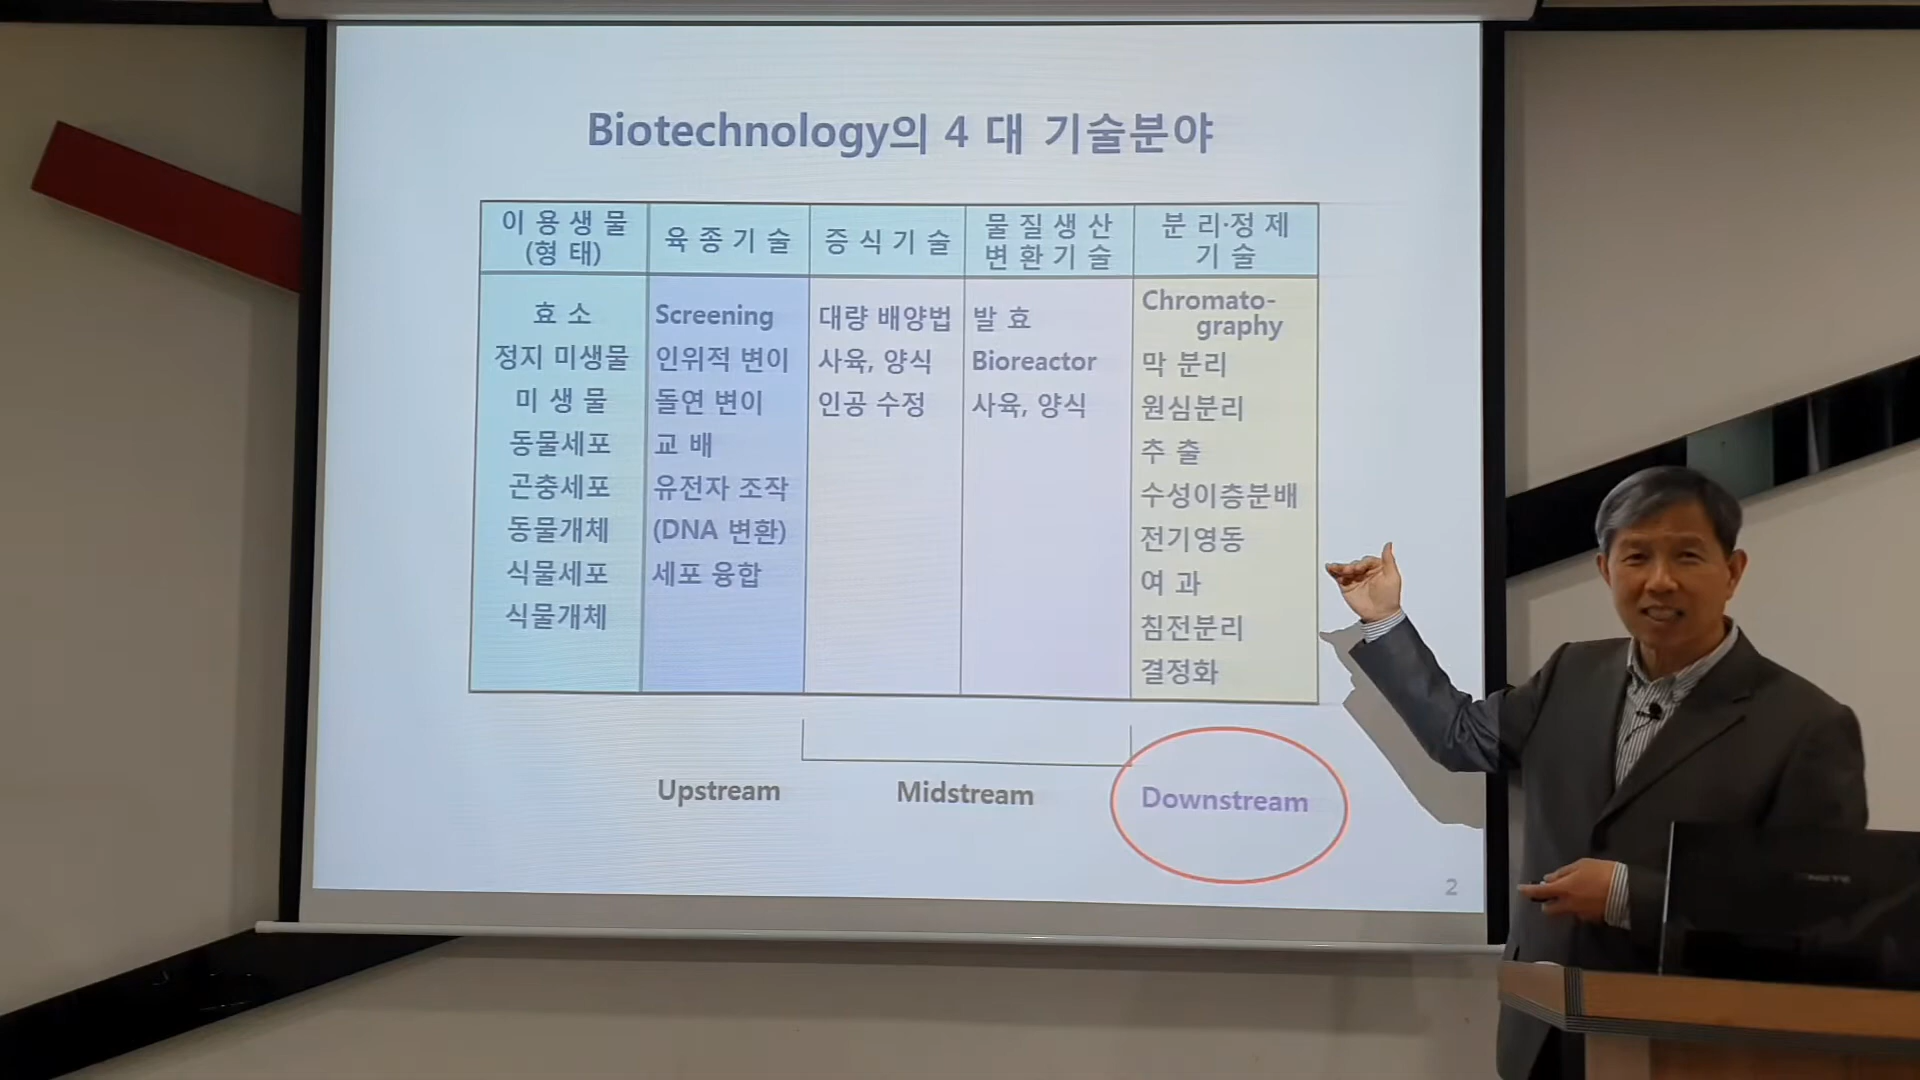 Biotechnology의 4 대 기술분야
이 용 생 물
(형 태)
육 종 기 술
증 식 기 술
물 질 생 산
변 환 기 술
분 리·정 제
기 술
효 소
정지 미생물
미 생 물
동물세포
곤충세포
동물개체
식물세포
식물개체
Screening
인위적 변이
돌연 변이
교 배
유전자 조작
(DNA 변환)
세포 융합
대량 배양법
사육, 양식
인공 수정
발 효
Bioreactor
사육, 양식
Chromato-
graphy
막 분리
원심분리
추 출
수성이층분배
전기영동
여 과
침전분리
결정화
Upstream
Midstream
Downstream
2